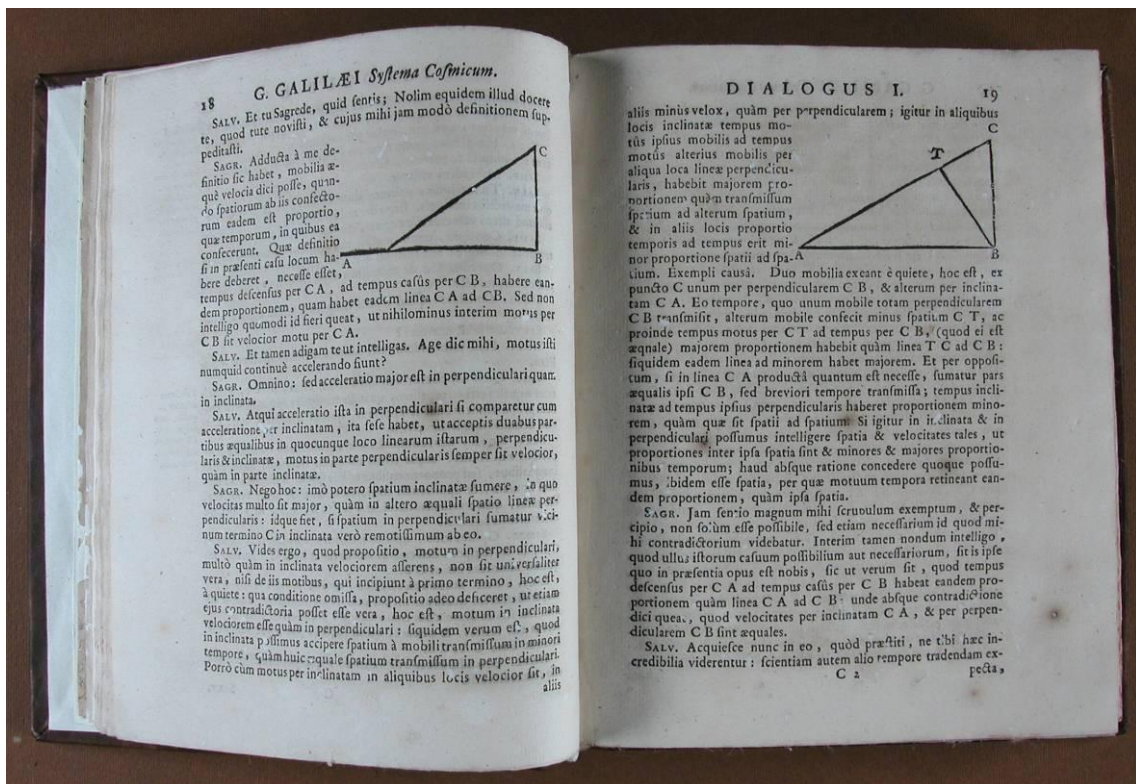 18 G. GALILÆI Syſtema Coſmicum.
SALV. Et tu Sagrede, quid ſentis; Nolim equidem illud docere
te, quod tute noviſti, & cujus mihi jam modò definitionem ſup-
peditaſti.
SAGR. Adducta à me de-
finitio ſic habet, mobilia æ-
què velocia dici poſſe, quan-
do ſpatiorum ab iis confecto-
rum eadem eſt proportio,
quæ temporum, in quibus ea
confecerunt. Quæ definitio
ſi in præſenti caſu locum ha-
bere deberet, neceſſe eſſet,
C
A
B
tempus deſcenſus per C A, ad tempus caſûs per C B, habere ean-
dem proportionem, quam habet eadem linea C A ad CB. Sed non
intelligo quomodi id fieri queat, ut nihilominus interim motus per
C B ſit velocior motu per C A.
SALV. Et tamen adigam te ut intelligas. Age dic mihi, motus iſti
numquid continuè accelerando fiunt?
SAGR. Omnino: ſed acceleratio major eſt in perpendiculari quam
in inclinata.
SALV. Atqui acceleratio iſta in perpendiculari ſi comparetur cum
acceleratione per inclinatam, ita ſeſe habet, ut acceptis duabus par-
tibus æqualibus in quocunque loco linearum iſtarum, perpendicu-
laris & inclinatæ, motus in parte perpendicularis ſemper ſit velocior,
quàm in parte inclinatæ.
SAGR. Nego hoc: imò potero ſpatium inclinatæ ſumere, in quo
velocitas multo ſit major, quàm in altero æquali ſpatio lineæ per-
pendicularis: idque fiet, ſi ſpatium in perpendiculari ſumatur vici-
num termino C in inclinata verò remotiſſimum ab eo.
SALV. Vides ergo, quod propoſitio, motum in perpendiculari,
multò quàm in inclinata velociorem aſſerens, non ſit univerſaliter
vera, niſi de iis motibus, qui incipiunt à primo termino, hoc eſt,
à quiete: qua conditione omiſſa, propoſitio adeo deficeret, ut etiam
ejus contradictoria poſſet eſſe vera, hoc eſt, motum in inclinata
velociorem eſſe quàm in perpendiculari: ſiquidem verum eſt, quod
in inclinata poſſimus accipere ſpatium à mobili tranſmiſſum in minori
tempore, quàm huic æquale ſpatium tranſmiſſum in perpendiculari.
Porrò cùm motus per inclinatam in aliquibus locis velocior ſit, in
aliis
DIALOGUS I. 19
aliis minùs velox, quàm per perpendicularem; igitur in aliquibus
locis inclinatæ tempus mo-
tûs ipſius mobilis ad tempus
motûs alterius mobilis per
aliqua loca lineæ perpendicu-
laris, habebit majorem pro-
portionem quàm tranſmiſſum
ſpatium ad alterum ſpatium,
& in aliis locis proportio
temporis ad tempus erit mi-
nor proportione ſpatii ad ſpa-
C
T
A
B
tium. Exempli causâ. Duo mobilia exeant è quiete, hoc eſt, ex
puncto C unum per perpendicularem C B, & alterum per inclina-
tam C A. Eo tempore, quo unum mobile totam perpendicularem
C B tranſmiſit, alterum mobile confecit minus ſpatium C T, ac
proinde tempus motus per C T ad tempus per C B, (quod ei eſt
æquale) majorem proportionem habebit quàm linea T C ad C B:
ſiquidem eadem linea ad minorem habet majorem. Et per oppoſi-
tum, ſi in linea C A productâ quantum eſt neceſſe, ſumatur pars
æqualis ipſi C B, ſed breviori tempore tranſmiſſa; tempus incli-
natæ ad tempus ipſius perpendicularis haberet proportionem mino-
rem, quàm quæ ſit ſpatii ad ſpatium. Si igitur in inclinata & in
perpendiculari poſſumus intelligere ſpatia & velocitates tales, ut
proportiones inter ipſa ſpatia ſint & minores & majores proportio-
nibus temporum; haud abſque ratione concedere quoque poſſu-
mus, ibidem eſſe ſpatia, per quæ motuum tempora retineant ean-
dem proportionem, quàm ipſa ſpatia.
SAGR. Jam ſentio magnum mihi ſcrupulum exemptum, & per-
cipio, non ſolùm eſſe poſſibile, ſed etiam neceſſarium id quod mi-
hi contradictorium videbatur. Interim tamen nondum intelligo,
quod ullus iſtorum caſuum poſſibilium aut neceſſariorum, ſit is ipſe
quo in præſentia opus eſt nobis, ſic ut verum ſit, quod tempus
deſcenſus per C A ad tempus caſûs per C B habeat eandem pro-
portionem quàm linea C A ad C B unde abſque contradictione
dici queat, quod velocitates per inclinatam C A, & per perpen-
dicularem C B ſint æquales.
SALV. Acquieſce nunc in eo, quòd præſtiti, ne tibi hæc in-
credibilia viderentur: ſcientiam autem alio tempore tradendam ex-
C 2 pecta,